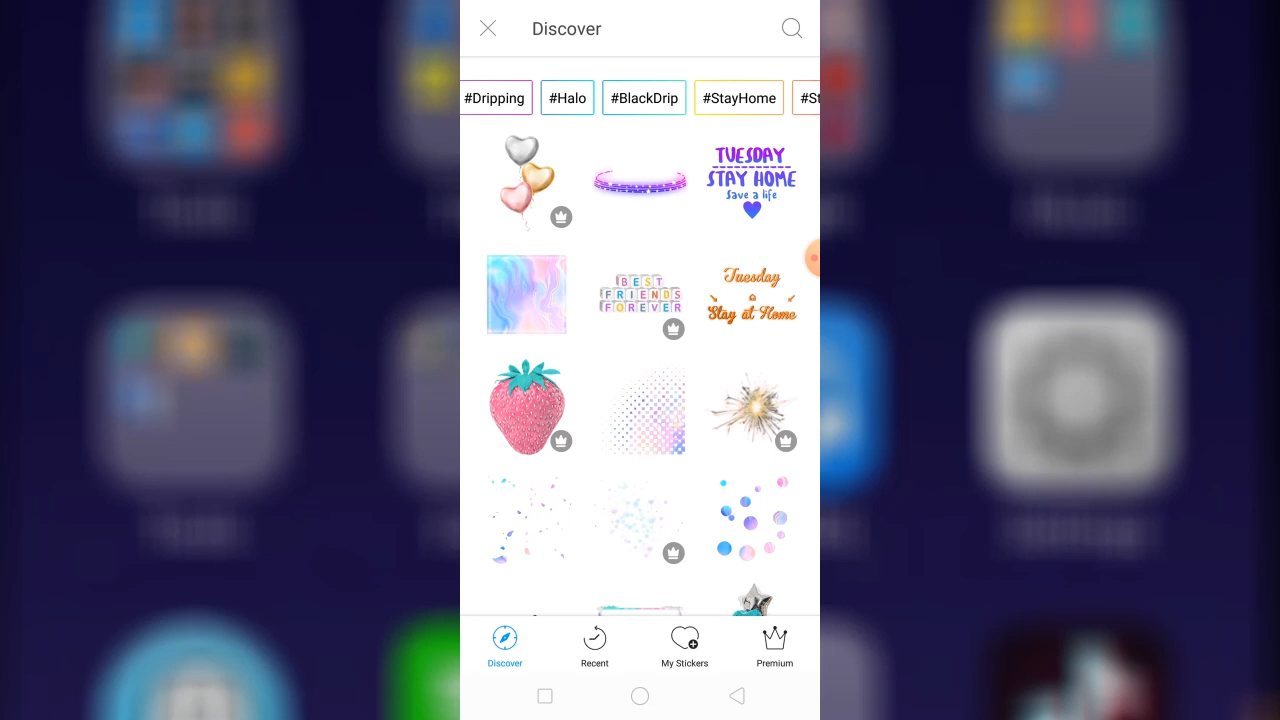 Discover
#Dripping
#Halo
#BlackDrip
#StayHome
#St
TUESDAY
STAY HOME
Save a life
BEST
FRIENDS
FOREVER
Tuesday
Stay at Home
Discover
Recent
My Stickers
Premium